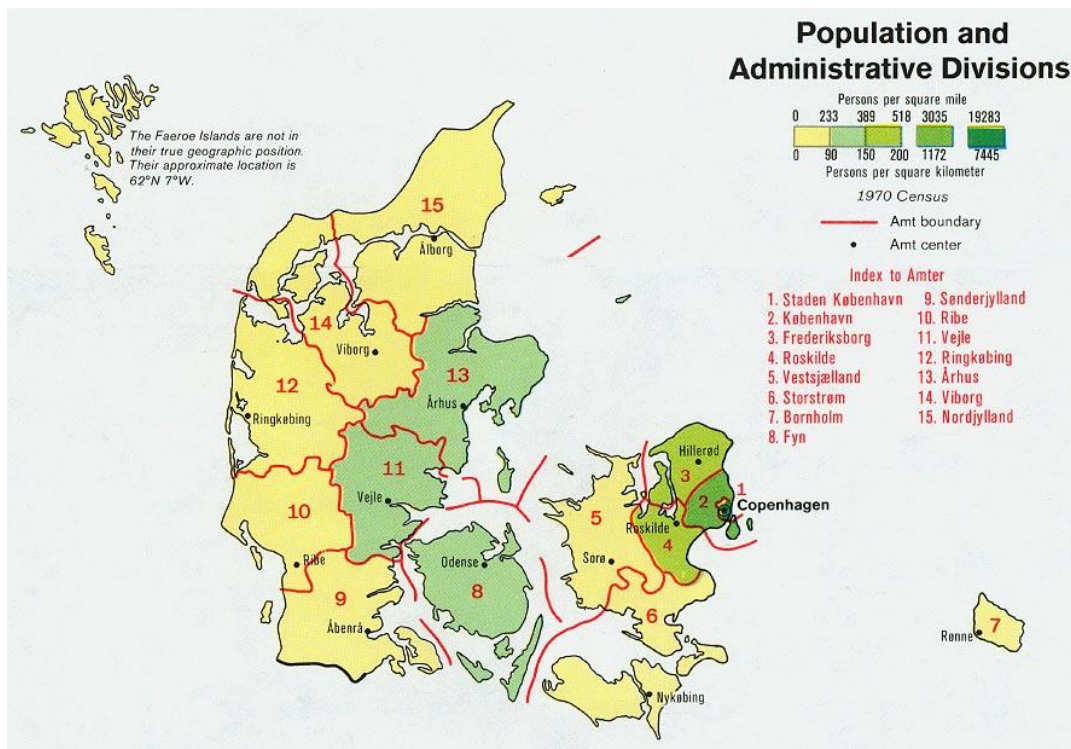 Population and
Administrative Divisions
Persons per square mile
0 233 389 518 3035 19283
0 90 150 200 1172 7445
Persons per square kilometer
1970 Census
Amt boundary
Amt center
Index to Amter
1. Staden København
2. København
3. Frederiksborg
4. Roskilde
5. Vestsjælland
6. Storstrøm
7. Bornholm
8. Fyn
9. Sønderjylland
10. Ribe
11. Vejle
12. Ringkøbing
13. Århus
14. Viborg
15. Nordjylland
The Faeroe Islands are not in
their true geographic position.
Their approximate location is
62°N 7°W.
15
Ålborg
14
Viborg
13
12
Århus
Ringkøbing
Hillerød
11
3
1
Vejle
2
Copenhagen
10
5
Roskilde
4
Ribe
Odense
Sorø
9
8
6
7
Åbenrå
Rønne
Nykøbing